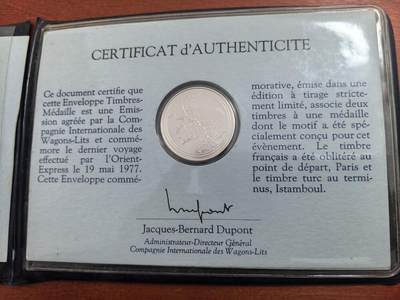 CERTIFICAT d'AUTHENTICITE
Ce document certifie que
cette Enveloppe Timbres-
Médaille est une Emis-
sion agréée par la Com-
pagnie Internationale des
Wagons-Lits et commé-
more le dernier voyage
effectué par l'Orient-
Express le 19 mai 1977.
Cette Enveloppe commé-
morative, émise dans une
édition à tirage stricte-
ment limité, associe deux
timbres à une médaille
dont le motif a été spé-
cialement conçu pour cet
évènement. Le timbre
français a été oblitéré au
point de départ, Paris et
le timbre turc au termi-
nus, Istamboul.
Jacques-Bernard Dupont
Administrateur-Directeur Général
Compagnie Internationale des Wagons-Lits